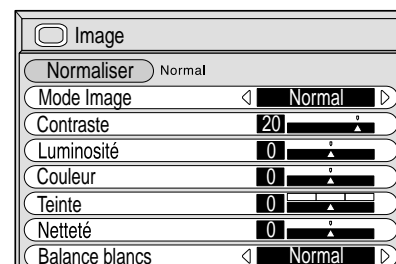 Image
Normaliser Normal
Mode Image Normal
Contraste 20
Luminosité 0
Couleur 0
Teinte 0
Netteté 0
Balance blancs Normal